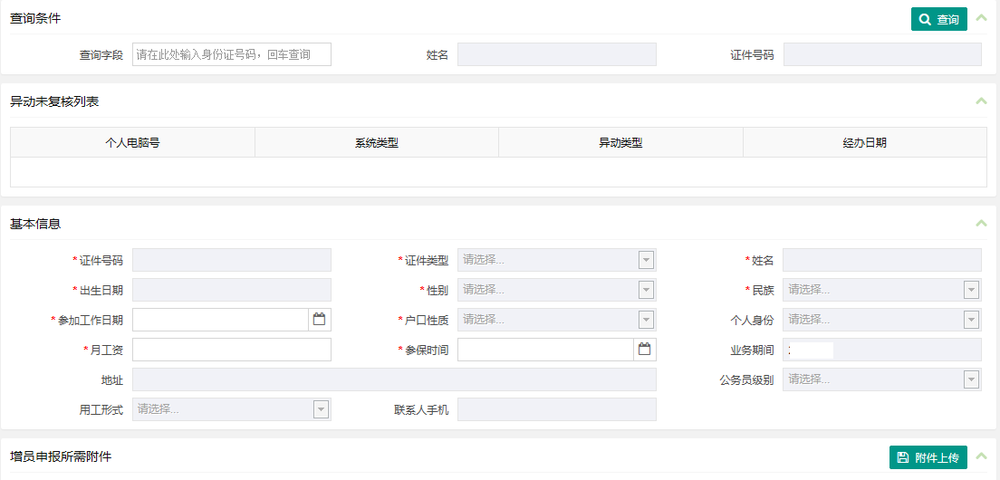 查询条件 查询
查询字段 请在此处输入身份证号码，回车查询 姓名 证件号码
异动未复核列表
个人电脑号 系统类型 异动类型 经办日期
基本信息
*证件号码 *证件类型 请选择... *姓名
*出生日期 *性别 请选择... *民族 请选择...
*参加工作日期 *户口性质 请选择... 个人身份 请选择...
*月工资 *参保时间 业务期间
地址 公务员级别 请选择...
用工形式 请选择... 联系人手机
增员申报所需附件 附件上传